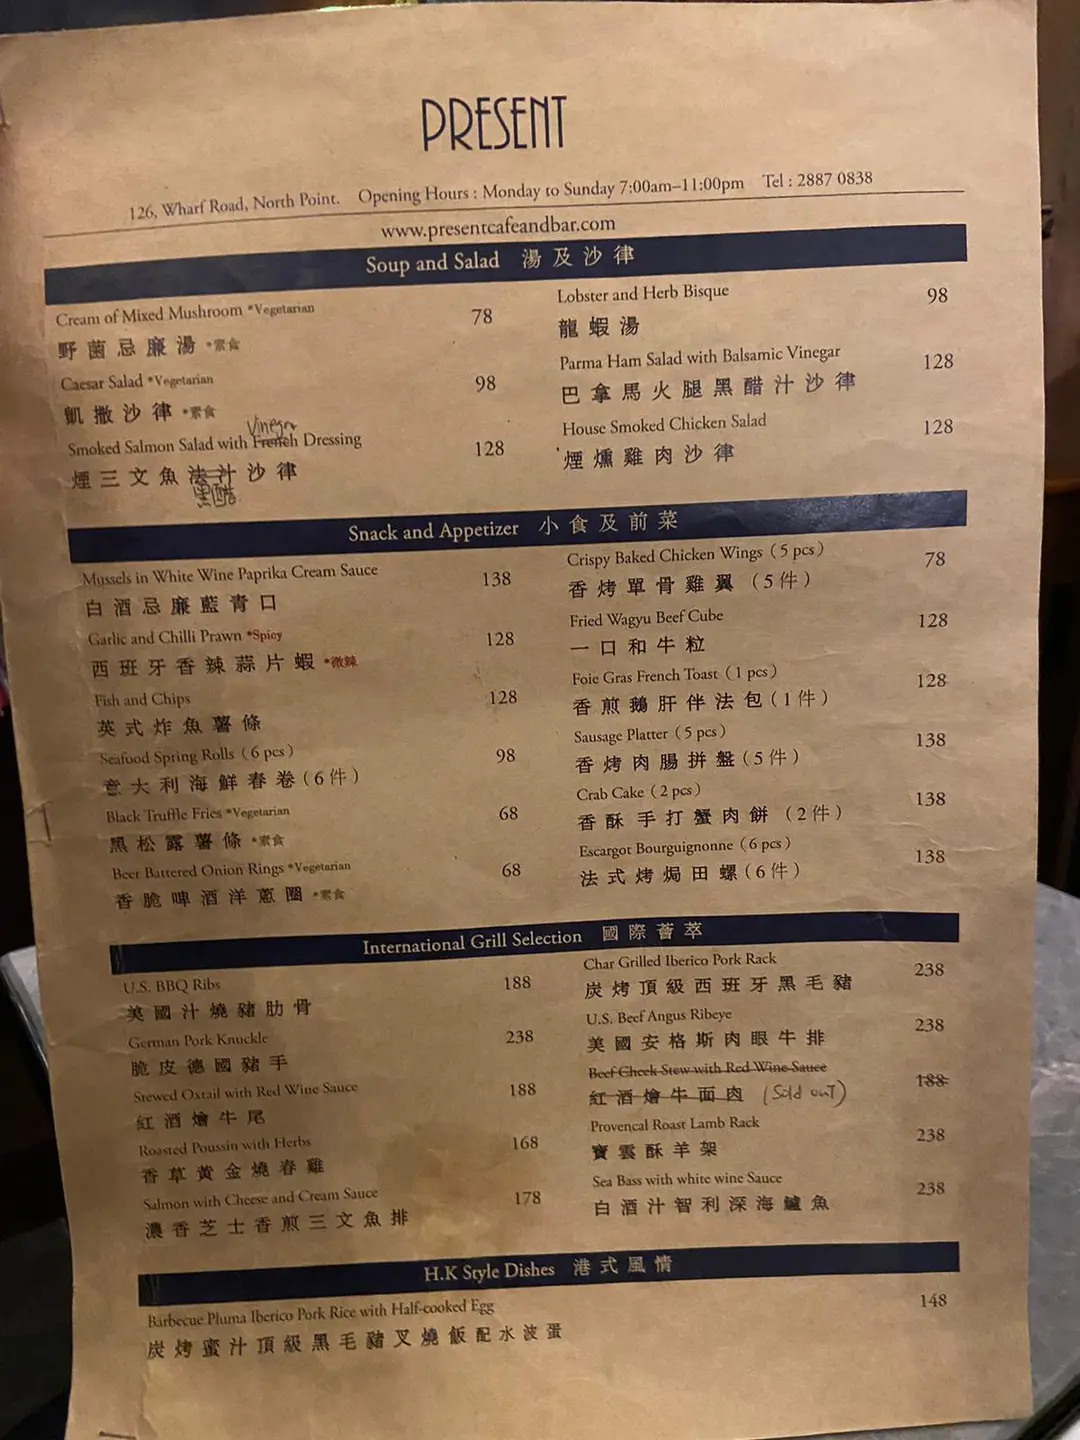 PRESENT
126, Wharf Road, North Point. Opening Hours : Monday to Sunday 7:00am–11:00pm Tel : 2887 0838
www.presentcafeandbar.com
Soup and Salad 湯及沙律
Cream of Mixed Mushroom *Vegetarian 78
野菌忌廉湯 *素食
Caesar Salad *Vegetarian 98
凱撒沙律 *素食
Vinegar
Smoked Salmon Salad with French Dressing 128
煙三文魚法汁沙律
黑醋
Lobster and Herb Bisque 98
龍蝦湯
Parma Ham Salad with Balsamic Vinegar 128
巴拿馬火腿黑醋汁沙律
House Smoked Chicken Salad 128
煙燻雞肉沙律
Snack and Appetizer 小食及前菜
Mussels in White Wine Paprika Cream Sauce 138
白酒忌廉藍青口
Garlic and Chilli Prawn *Spicy 128
西班牙香辣蒜片蝦 *微辣
Fish and Chips 128
英式炸魚薯條
Seafood Spring Rolls (6 pcs) 98
意大利海鮮春卷(6件)
Black Truffle Fries *Vegetarian 68
黑松露薯條 *素食
Beer Battered Onion Rings *Vegetarian 68
香脆啤酒洋蔥圈 *素食
Crispy Baked Chicken Wings (5 pcs) 78
香烤單骨雞翼 (5件)
Fried Wagyu Beef Cube 128
一口和牛粒
Foie Gras French Toast (1 pcs) 128
香煎鵝肝伴法包(1件)
Sausage Platter (5 pcs) 138
香烤肉腸拼盤(5件)
Crab Cake (2 pcs) 138
香酥手打蟹肉餅 (2件)
Escargot Bourguignonne (6 pcs) 138
法式烤焗田螺(6件)
International Grill Selection 國際薈萃
U.S. BBQ Ribs 188
美國汁燒豬肋骨
German Pork Knuckle 238
脆皮德國豬手
Stewed Oxtail with Red Wine Sauce 188
紅酒燴牛尾
Roasted Poussin with Herbs 168
香草黃金燒春雞
Salmon with Cheese and Cream Sauce 178
濃香芝士香煎三文魚排
Char Grilled Iberico Pork Rack 238
炭烤頂級西班牙黑毛豬
U.S. Beef Angus Ribeye 238
美國安格斯肉眼牛排
Beef Cheek Stew with Red Wine Sauce 188
紅酒燴牛面肉 (Sold out)
Provencal Roast Lamb Rack 238
寶雲酥羊架
Sea Bass with white wine Sauce 238
白酒汁智利深海鱸魚
H.K Style Dishes 港式風情
Barbecue Pluma Iberico Pork Rice with Half-cooked Egg 148
炭烤蜜汁頂級黑毛豬叉燒飯配水波蛋